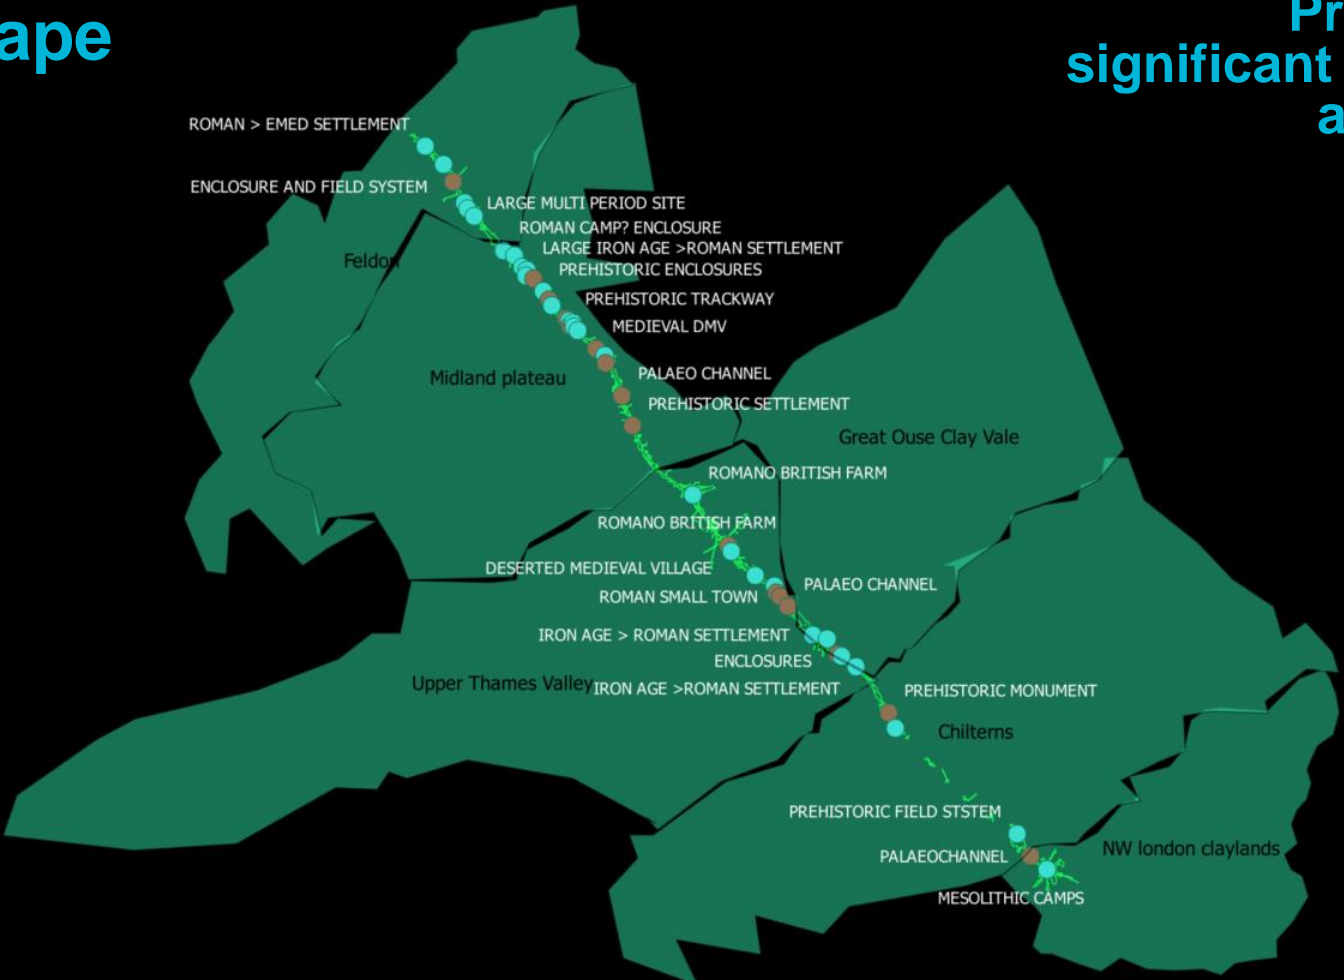 ape
Pr
significant
a
ROMAN > EMED SETTLEMENT
ENCLOSURE AND FIELD SYSTEM
LARGE MULTI PERIOD SITE
ROMAN CAMP? ENCLOSURE
LARGE IRON AGE >ROMAN SETTLEMENT
Feldon
PREHISTORIC ENCLOSURES
PREHISTORIC TRACKWAY
MEDIEVAL DMV
PALAEO CHANNEL
Midland plateau
PREHISTORIC SETTLEMENT
Great Ouse Clay Vale
ROMANO BRITISH FARM
ROMANO BRITISH FARM
DESERTED MEDIEVAL VILLAGE
PALAEO CHANNEL
ROMAN SMALL TOWN
IRON AGE > ROMAN SETTLEMENT
ENCLOSURES
Upper Thames Valley
IRON AGE >ROMAN SETTLEMENT
PREHISTORIC MONUMENT
Chilterns
PREHISTORIC FIELD STSTEM
NW london claylands
PALAEOCHANNEL
MESOLITHIC CAMPS